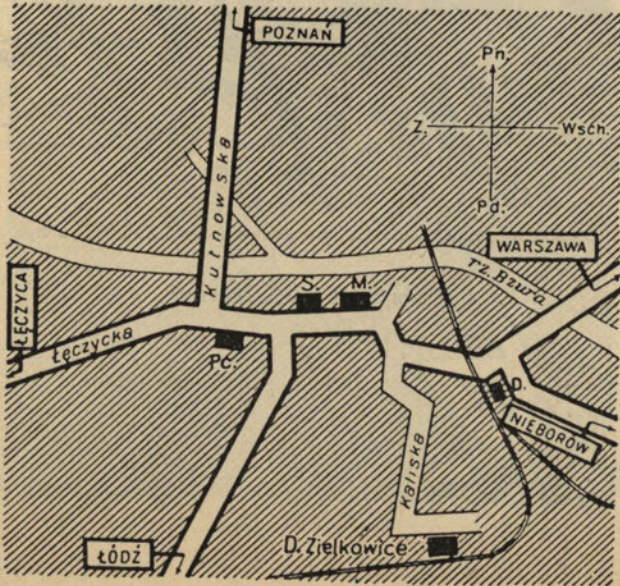 POZNAŃ
Pn.
Z.
Wsch.
Pd.
Kutnowska
WARSZAWA
rz. Bzura
ŁĘCZYCA
S.
M.
Łęczycka
Pc.
D.
NIEBORÓW
Kaliska
D. Zielkowice
ŁÓDŹ